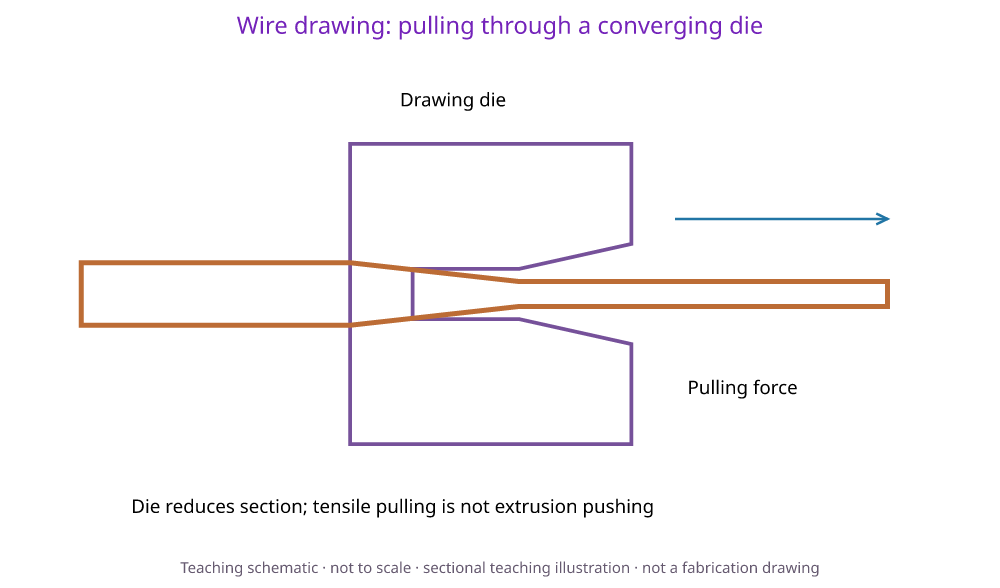 Wire drawing: pulling through a converging die
Drawing die
Pulling force
Die reduces section; tensile pulling is not extrusion pushing
Teaching schematic · not to scale · sectional teaching illustration · not a fabrication drawing